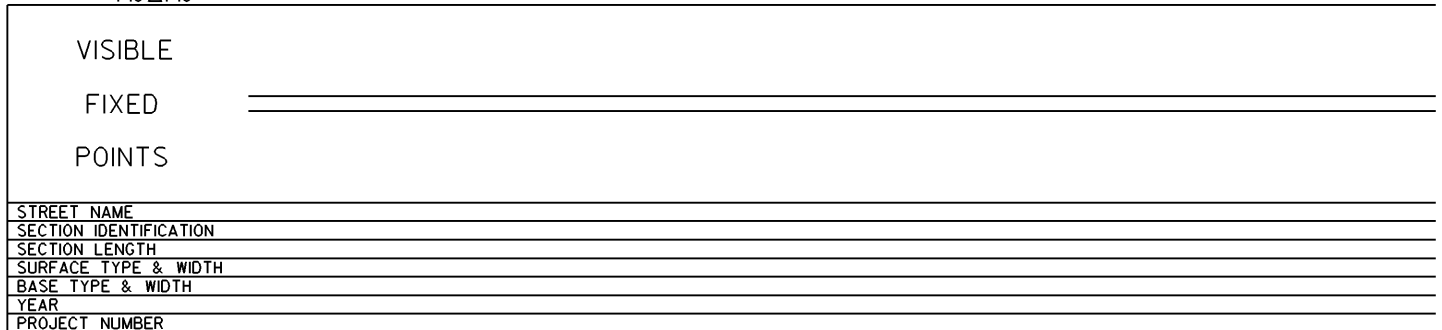 VISIBLE
FIXED
POINTS
STREET NAME
SECTION IDENTIFICATION
SECTION LENGTH
SURFACE TYPE & WIDTH
BASE TYPE & WIDTH
YEAR
PROJECT NUMBER